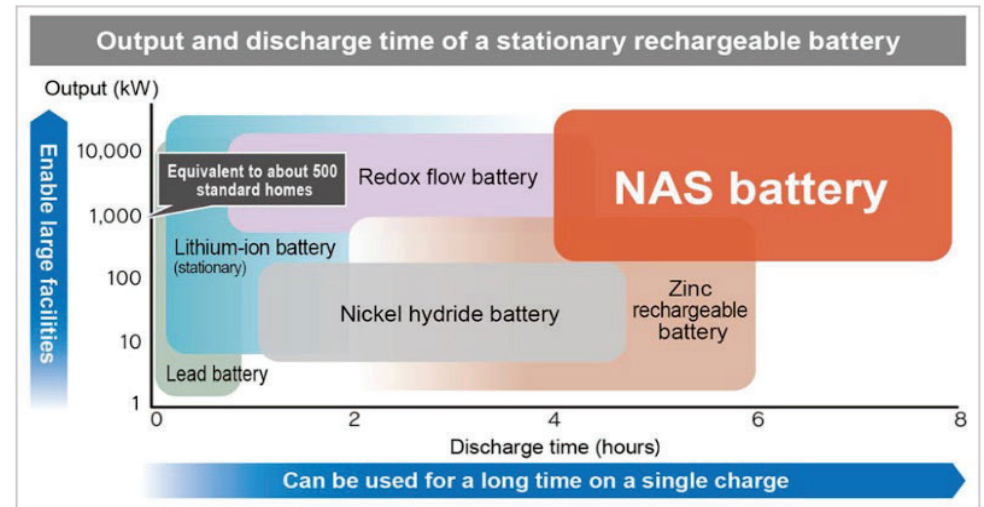 Output and discharge time of a stationary rechargeable battery
Output (kW)
Enable large facilities
10,000
1,000
100
10
1
Equivalent to about 500
standard homes
Redox flow battery
NAS battery
Lithium-ion battery
(stationary)
Nickel hydride battery
Zinc
rechargeable
battery
Lead battery
0
2
4
6
8
Discharge time (hours)
Can be used for a long time on a single charge